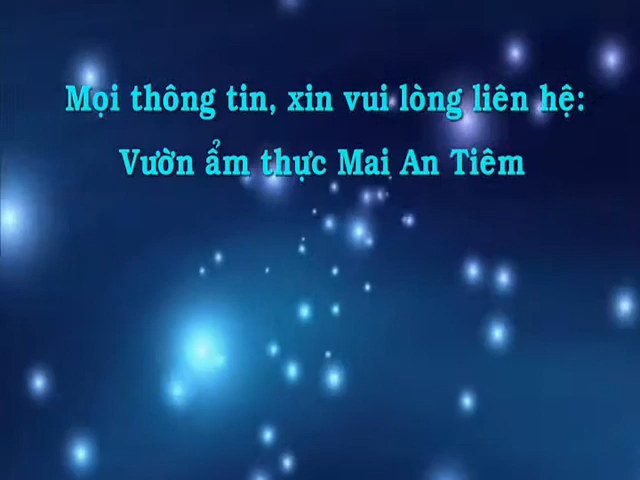 Mọi thông tin, xin vui lòng liên hệ:
Vườn ẩm thực Mai An Tiêm